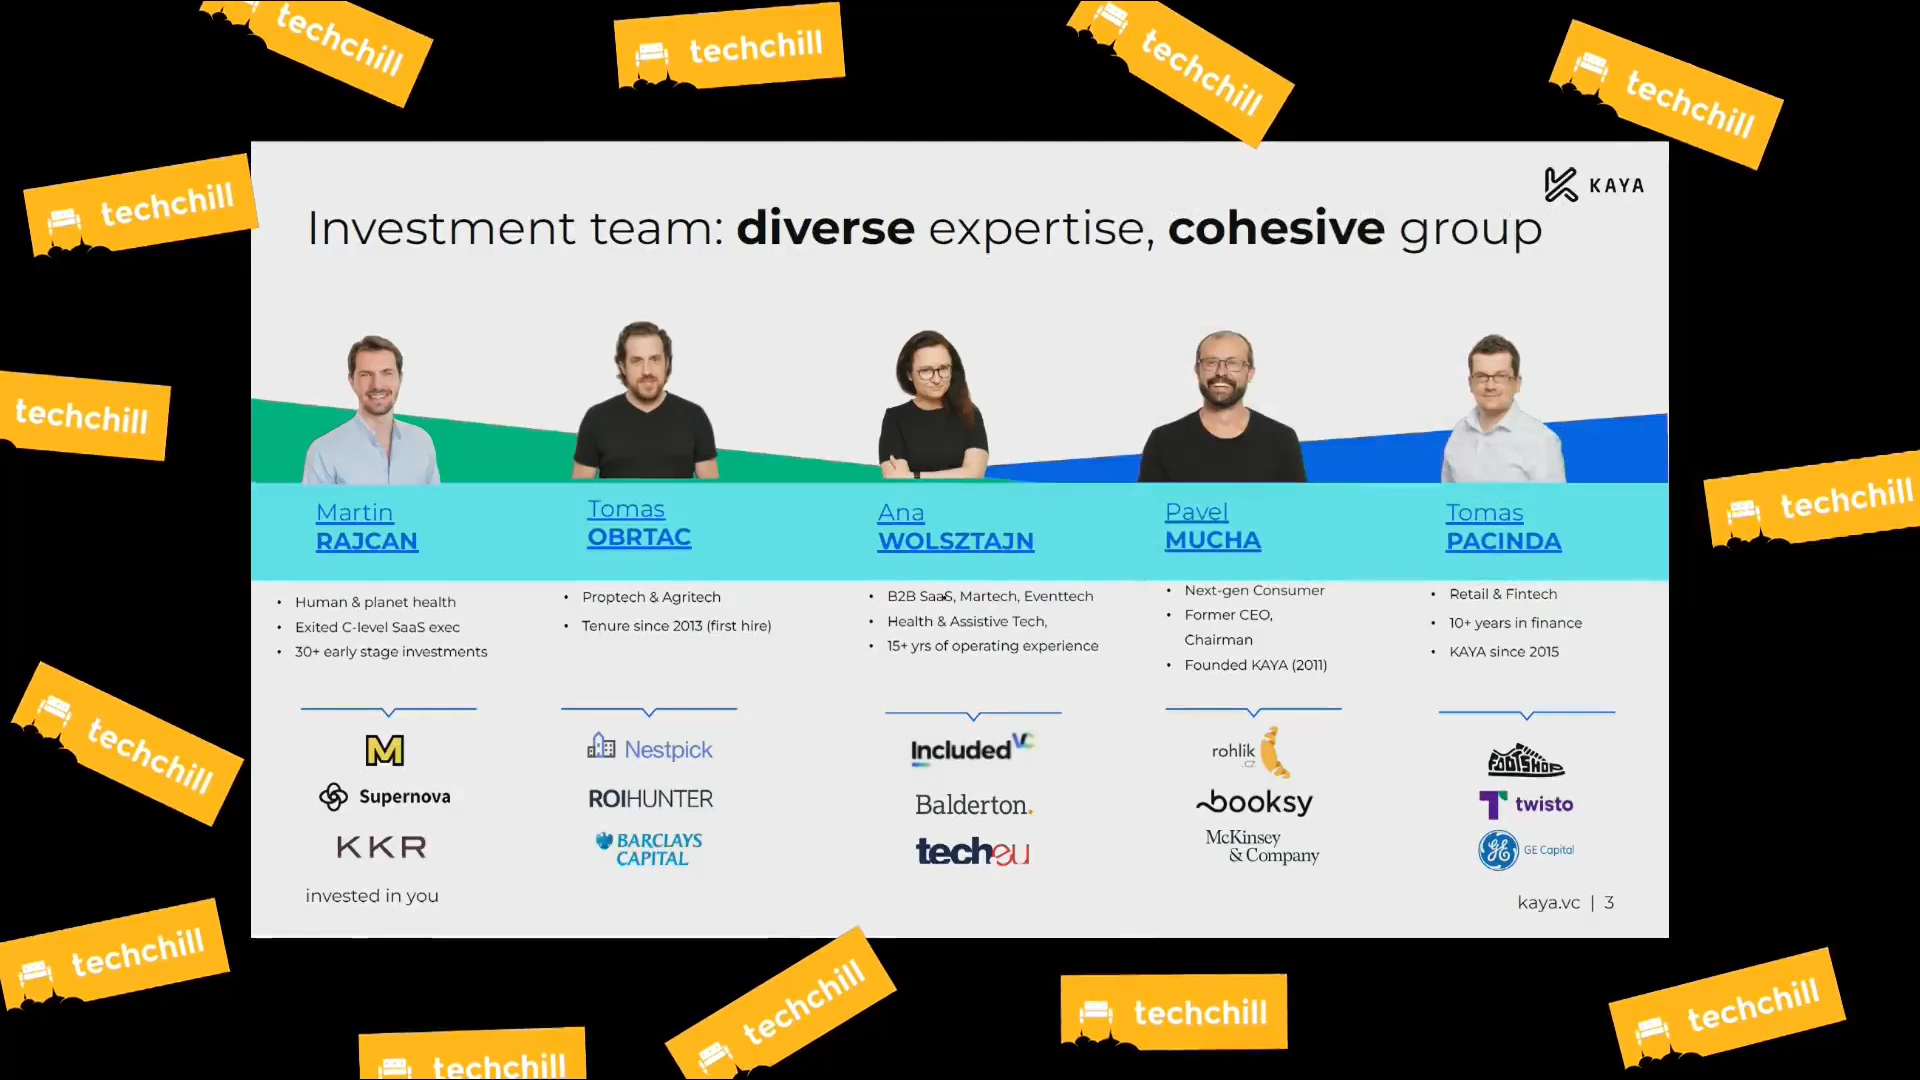 techchill
techchill
techchill
techchill
techchill
KAYA
Investment team: diverse expertise, cohesive group
techchill
techchill
Martin
RAJCAN
Tomas
OBRTAC
Ana
WOLSZTAJN
Pavel
MUCHA
Tomas
PACINDA
• Human & planet health
• Exited C-level SaaS exec
• 30+ early stage investments
• Proptech & Agritech
• Tenure since 2013 (first hire)
• B2B SaaS, Martech, Eventtech
• Health & Assistive Tech,
• 15+ yrs of operating experience
• Next-gen Consumer
• Former CEO,
Chairman
• Founded KAYA (2011)
• Retail & Fintech
• 10+ years in finance
• KAYA since 2015
M
Supernova
KKR
Nestpick
ROIHUNTER
BARCLAYS
CAPITAL
Included VC
Balderton.
techeu
rohlik
.cz
booksy
McKinsey
& Company
FOOTSHOP
twisto
GE Capital
invested in you
kaya.vc | 3
techchill
techchill
techchill
techchill
techchill
techchill